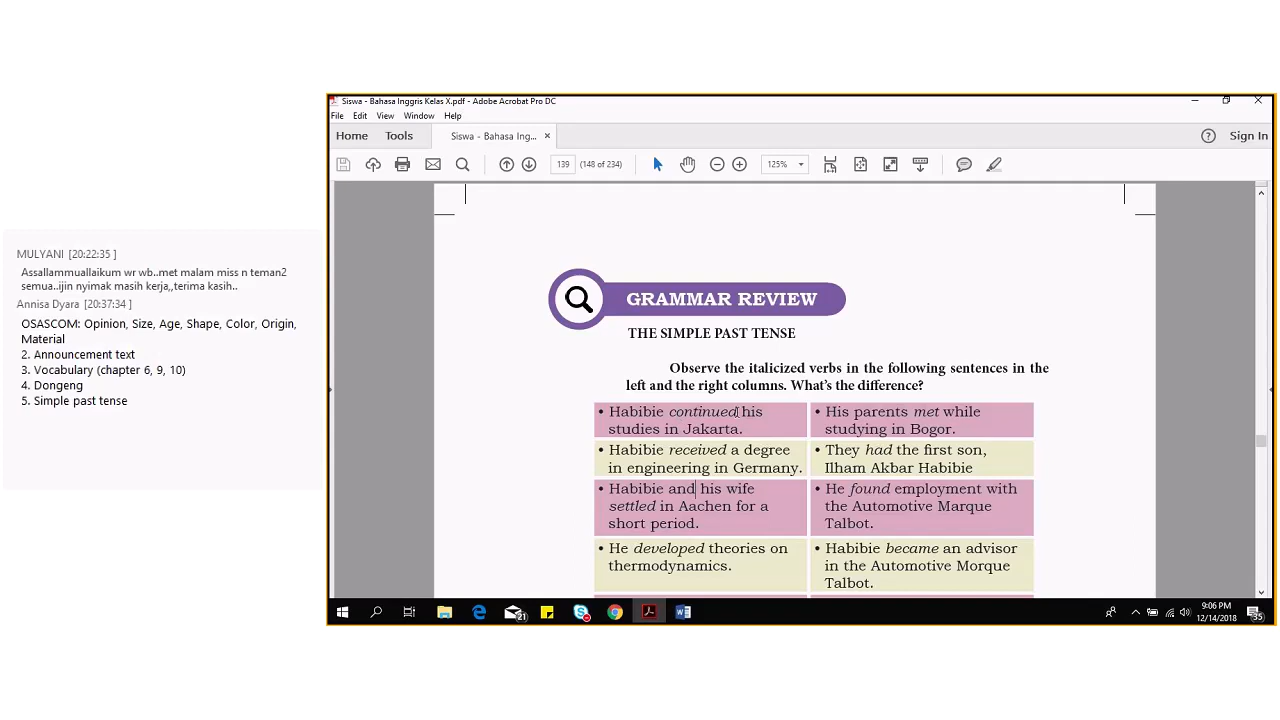 MULYANI [20:22:35 ]
Assallammuallaikum wr wb..met malam miss n teman2
semua..ijin nyimak masih kerja,,terima kasih..
Annisa Dyara [20:37:34 ]
OSASCOM: Opinion, Size, Age, Shape, Color, Origin,
Material
2. Announcement text
3. Vocabulary (chapter 6, 9, 10)
4. Dongeng
5. Simple past tense
Siswa - Bahasa Inggris Kelas X.pdf - Adobe Acrobat Pro DC
File Edit View Window Help
Home Tools Siswa - Bahasa Ing... × Sign In
139 (148 of 234) 125%
GRAMMAR REVIEW
THE SIMPLE PAST TENSE
Observe the italicized verbs in the following sentences in the
left and the right columns. What's the difference?
• Habibie continued his
studies in Jakarta.
• His parents met while
studying in Bogor.
• Habibie received a degree
in engineering in Germany.
• They had the first son,
Ilham Akbar Habibie
• Habibie and his wife
settled in Aachen for a
short period.
• He found employment with
the Automotive Marque
Talbot.
• He developed theories on
thermodynamics.
• Habibie became an advisor
in the Automotive Morque
Talbot.
21
9:06 PM
12/14/2018
35